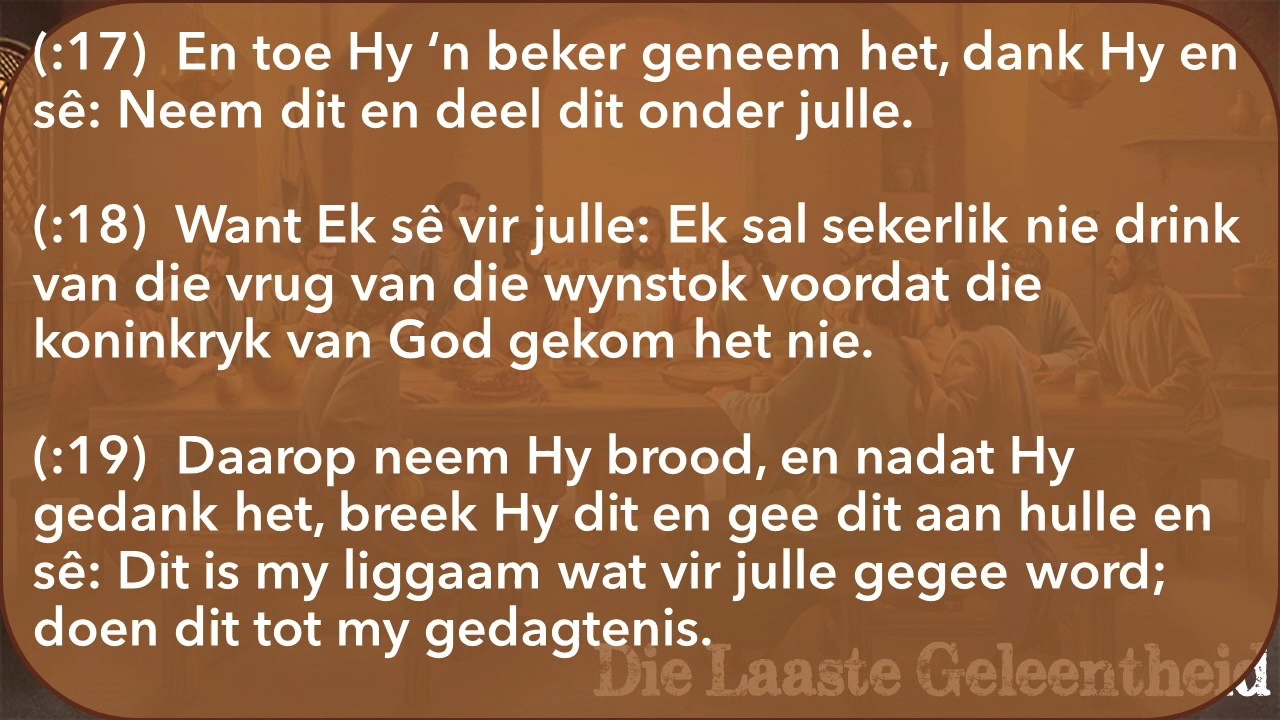 (:17) En toe Hy ‘n beker geneem het, dank Hy en
sê: Neem dit en deel dit onder julle.
(:18) Want Ek sê vir julle: Ek sal sekerlik nie drink
van die vrug van die wynstok voordat die
koninkryk van God gekom het nie.
(:19) Daarop neem Hy brood, en nadat Hy
gedank het, breek Hy dit en gee dit aan hulle en
sê: Dit is my liggaam wat vir julle gegee word;
doen dit tot my gedagtenis.
Die Laaste Geleentheid